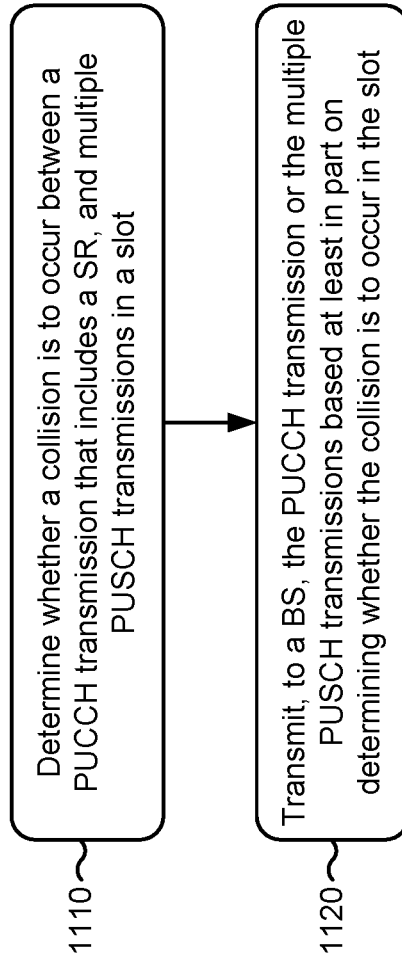 1110
Determine whether a collision is to occur between a
PUCCH transmission that includes a SR, and multiple
PUSCH transmissions in a slot
1120
Transmit, to a BS, the PUCCH transmission or the multiple
PUSCH transmissions based at least in part on
determining whether the collision is to occur in the slot